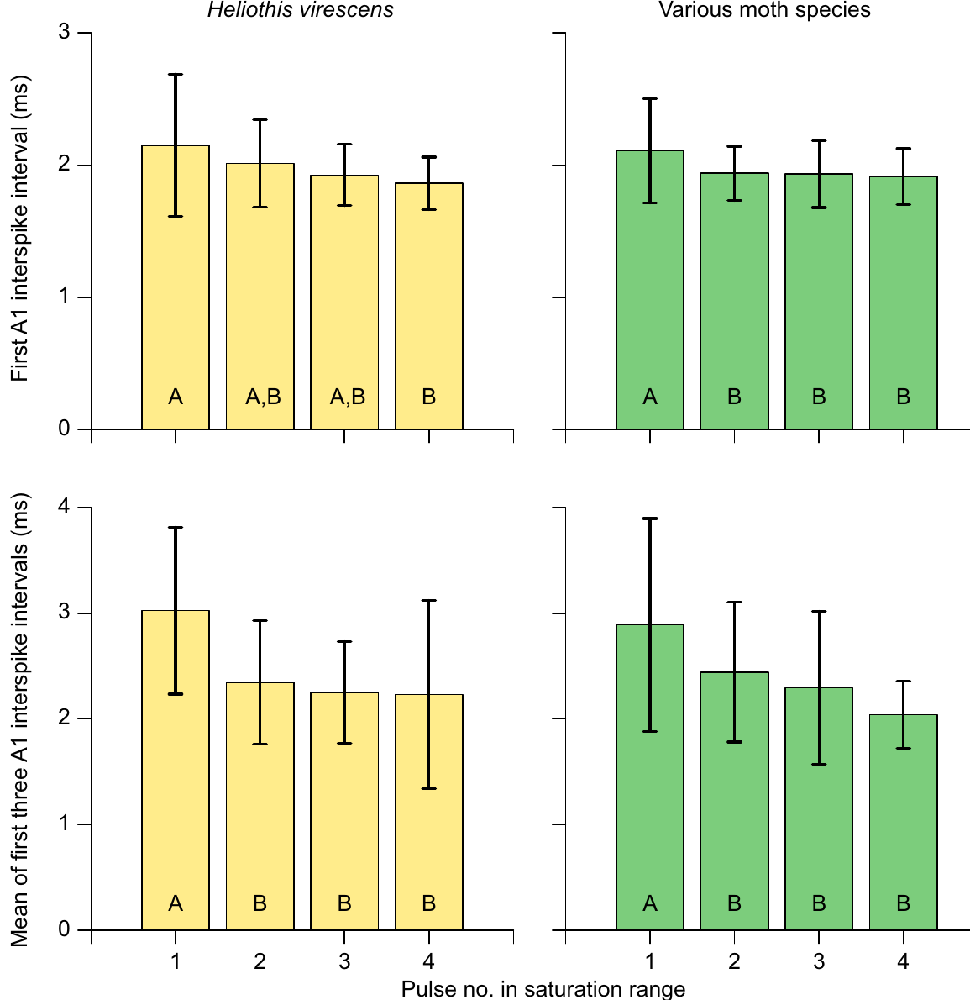 Heliothis virescens
Various moth species
First A1 interspike interval (ms)
3
2
1
0
A
A,B
A,B
B
A
B
B
B
Mean of first three A1 interspike intervals (ms)
4
3
2
1
0
A
B
B
B
A
B
B
B
1
2
3
4
1
2
3
4
Pulse no. in saturation range